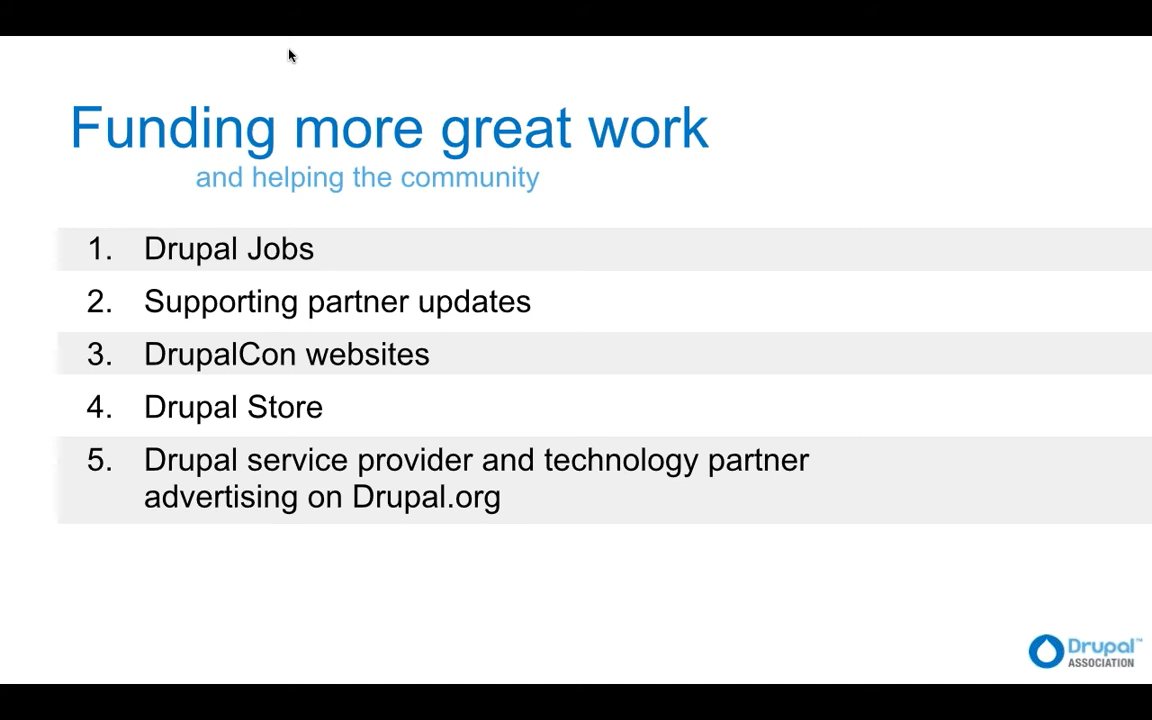 Funding more great work
and helping the community
1. Drupal Jobs
2. Supporting partner updates
3. DrupalCon websites
4. Drupal Store
5. Drupal service provider and technology partner
advertising on Drupal.org
Drupal™
ASSOCIATION